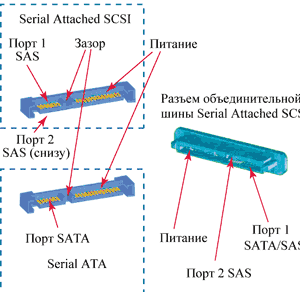 Serial Attached SCSI
Порт 1
SAS
Зазор
Питание
Порт 2
SAS (снизу)
Разъем объединительной
шины Serial Attached SCS
Порт SATA
Serial ATA
Питание
Порт 1
SATA/SAS
Порт 2 SAS